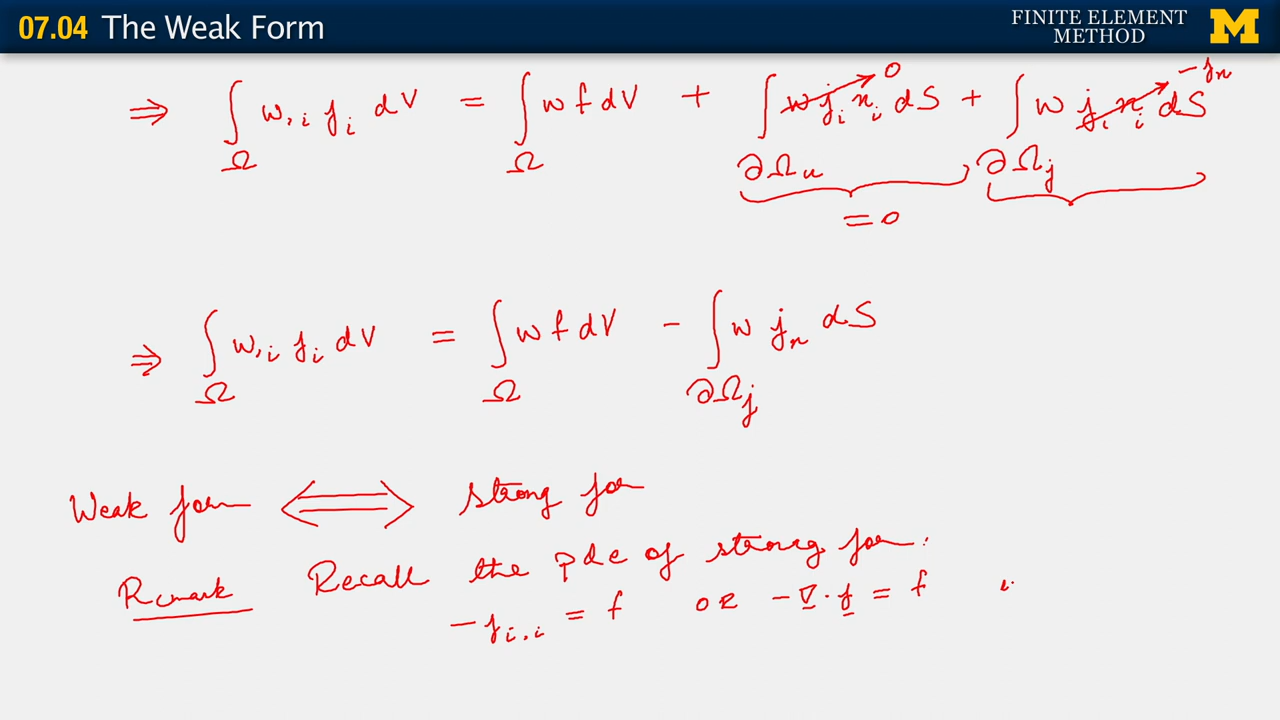 07.04 The Weak Form
FINITE ELEMENT
METHOD
M
⇒ ∫_Ω w,i ji dV = ∫_Ω w f dV + ∫_∂Ωu w ji ni dS + ∫_∂Ωj w ji ni dS
0
-jn
= 0
⇒ ∫_Ω w,i ji dV = ∫_Ω w f dV - ∫_∂Ωj w jn dS
Weak form ⟺ Strong form
Remark Recall the pde of strong form:
-ji,i = f OR -∇·j = f